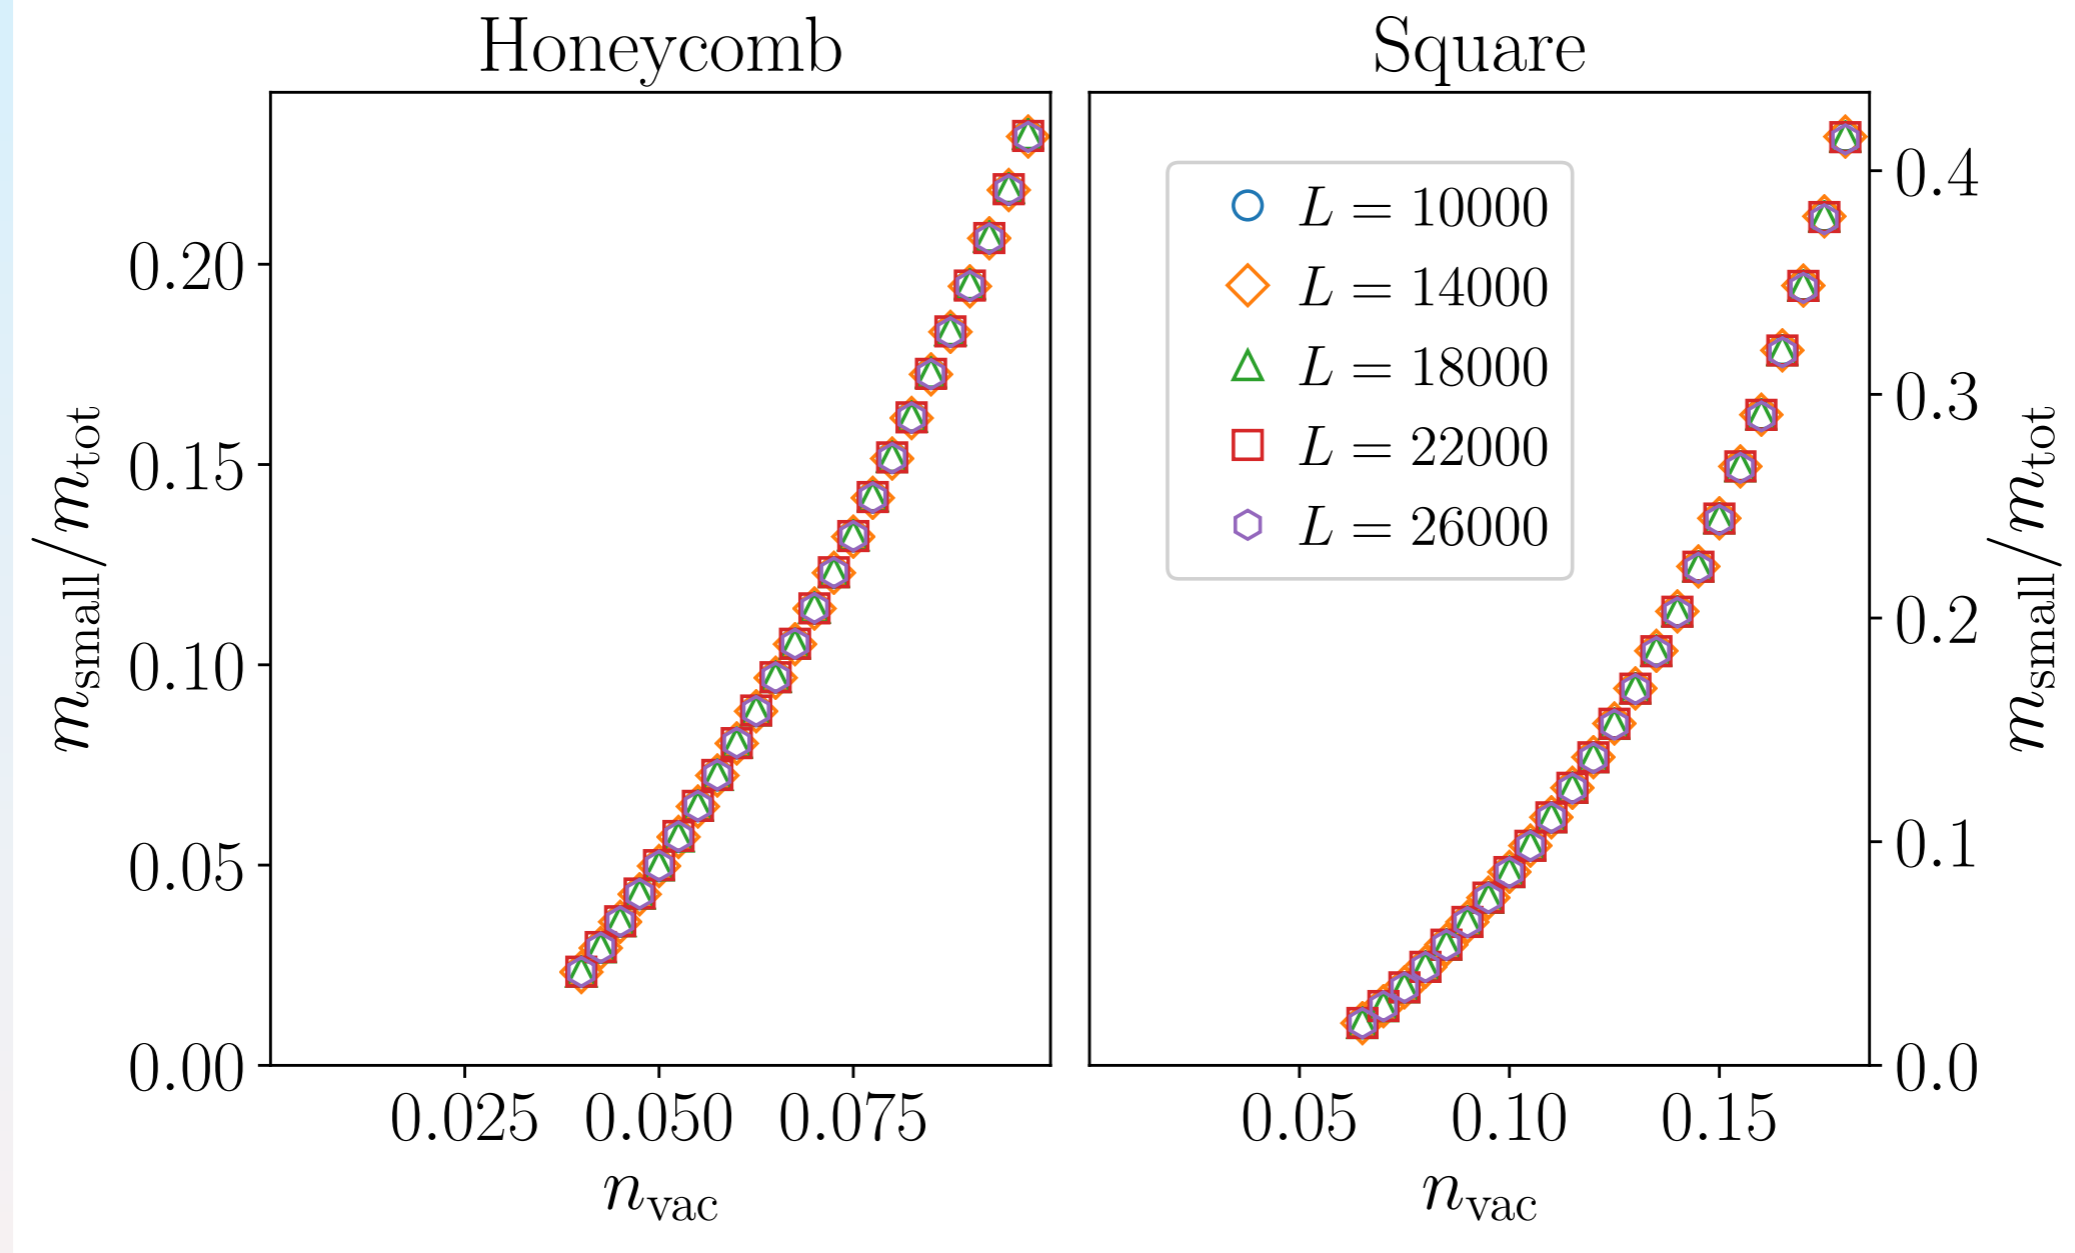 Honeycomb
m_small/m_tot
0.20
0.15
0.10
0.05
0.00
0.025 0.050 0.075
n_vac
Square
L = 10000
L = 14000
L = 18000
L = 22000
L = 26000
0.4
0.3
0.2
0.1
0.0
m_small/m_tot
0.05 0.10 0.15
n_vac